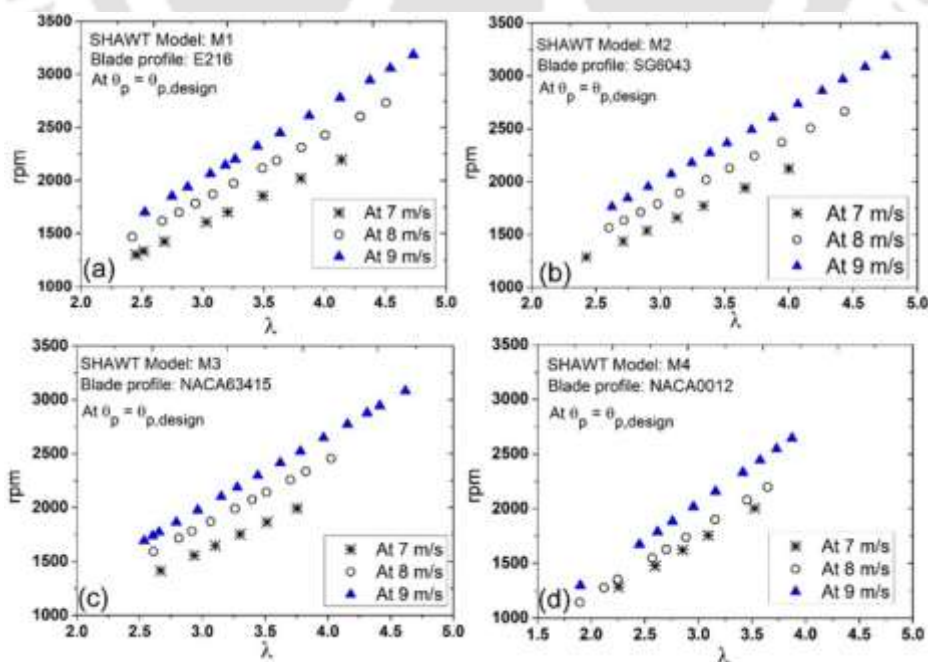 3500
3000
2500
2000
1500
1000
rpm
SHAWT Model: M1
Blade profile: E216
At θp = θp,design
At 7 m/s
At 8 m/s
At 9 m/s
(a)
2.0 2.5 3.0 3.5 4.0 4.5 5.0
λ
3500
3000
2500
2000
1500
1000
rpm
SHAWT Model: M2
Blade profile: SG6043
At θp = θp,design
At 7 m/s
At 8 m/s
At 9 m/s
(b)
2.0 2.5 3.0 3.5 4.0 4.5 5.0
λ
3500
3000
2500
2000
1500
1000
rpm
SHAWT Model: M3
Blade profile: NACA63415
At θp = θp,design
At 7 m/s
At 8 m/s
At 9 m/s
(c)
2.0 2.5 3.0 3.5 4.0 4.5 5.0
λ
3500
3000
2500
2000
1500
1000
rpm
SHAWT Model: M4
Blade profile: NACA0012
At θp = θp,design
At 7 m/s
At 8 m/s
At 9 m/s
(d)
1.5 2.0 2.5 3.0 3.5 4.0 4.5 5.0
λ